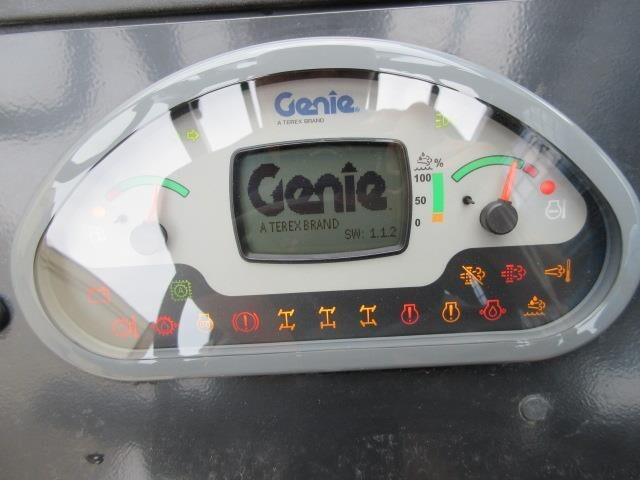 Genie
A TEREX BRAND
Genie
A TEREX BRAND
SW: 1.1.2
%
100
50
0